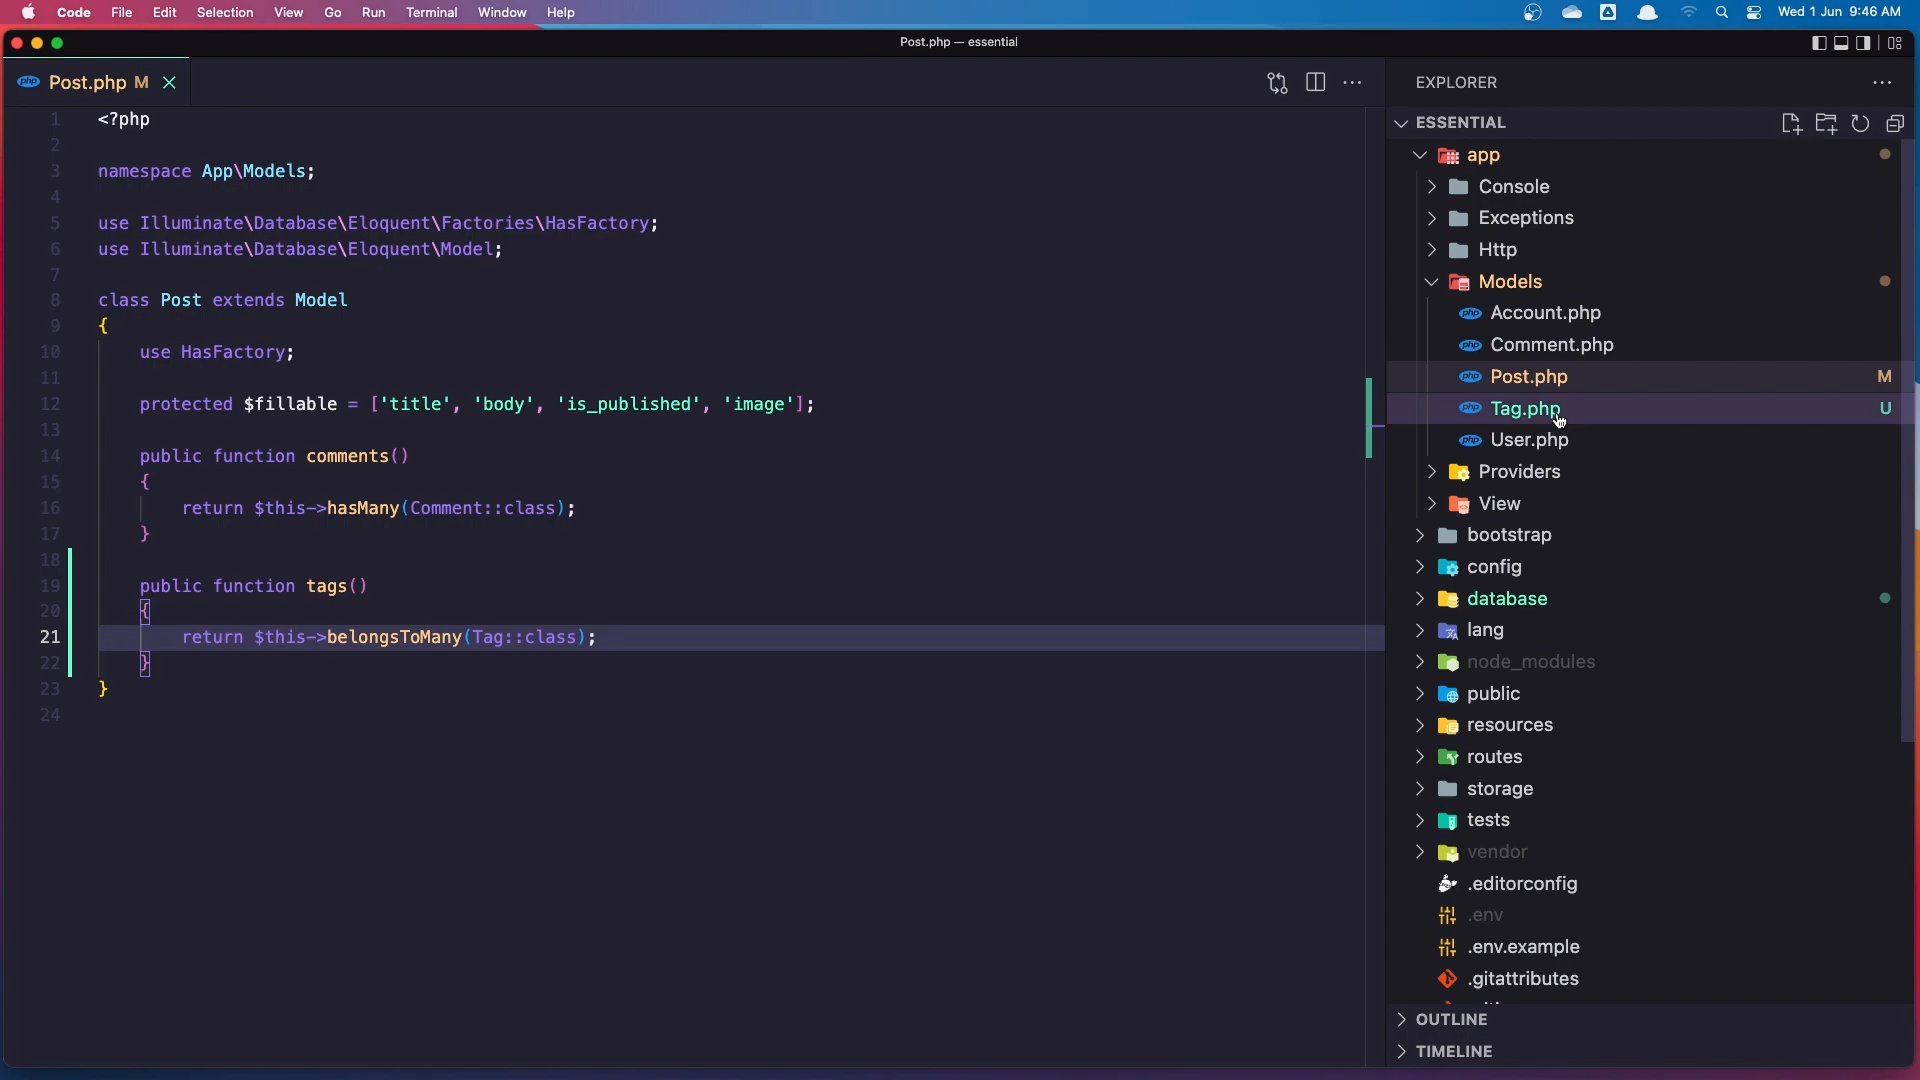 Code File Edit Selection View Go Run Terminal Window Help
Wed 1 Jun 9:46 AM
Post.php — essential
php Post.php M
EXPLORER
ESSENTIAL
1 <?php
2
3 namespace App\Models;
4
5 use Illuminate\Database\Eloquent\Factories\HasFactory;
6 use Illuminate\Database\Eloquent\Model;
7
8 class Post extends Model
9 {
10 use HasFactory;
11
12 protected $fillable = ['title', 'body', 'is_published', 'image'];
13
14 public function comments()
15 {
16 return $this->hasMany(Comment::class);
17 }
18
19 public function tags()
20 {
21 return $this->belongsToMany(Tag::class);
22 }
23 }
24
app
Console
Exceptions
Http
Models
php Account.php
php Comment.php
php Post.php M
php Tag.php U
php User.php
Providers
View
bootstrap
config
database
lang
node_modules
public
resources
routes
storage
tests
vendor
.editorconfig
.env
.env.example
.gitattributes
OUTLINE
TIMELINE